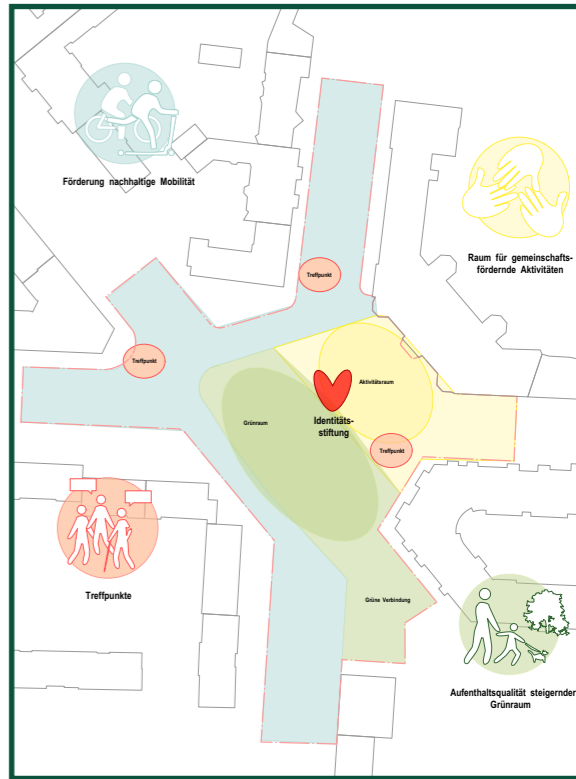 Förderung nachhaltige Mobilität
Raum für gemeinschafts-
fördernde Aktivitäten
Treffpunkt
Treffpunkt
Aktivitätsraum
Identitäts-
stiftung
Grünraum
Treffpunkt
Treffpunkte
Grüne Verbindung
Aufenthaltsqualität steigernder
Grünraum